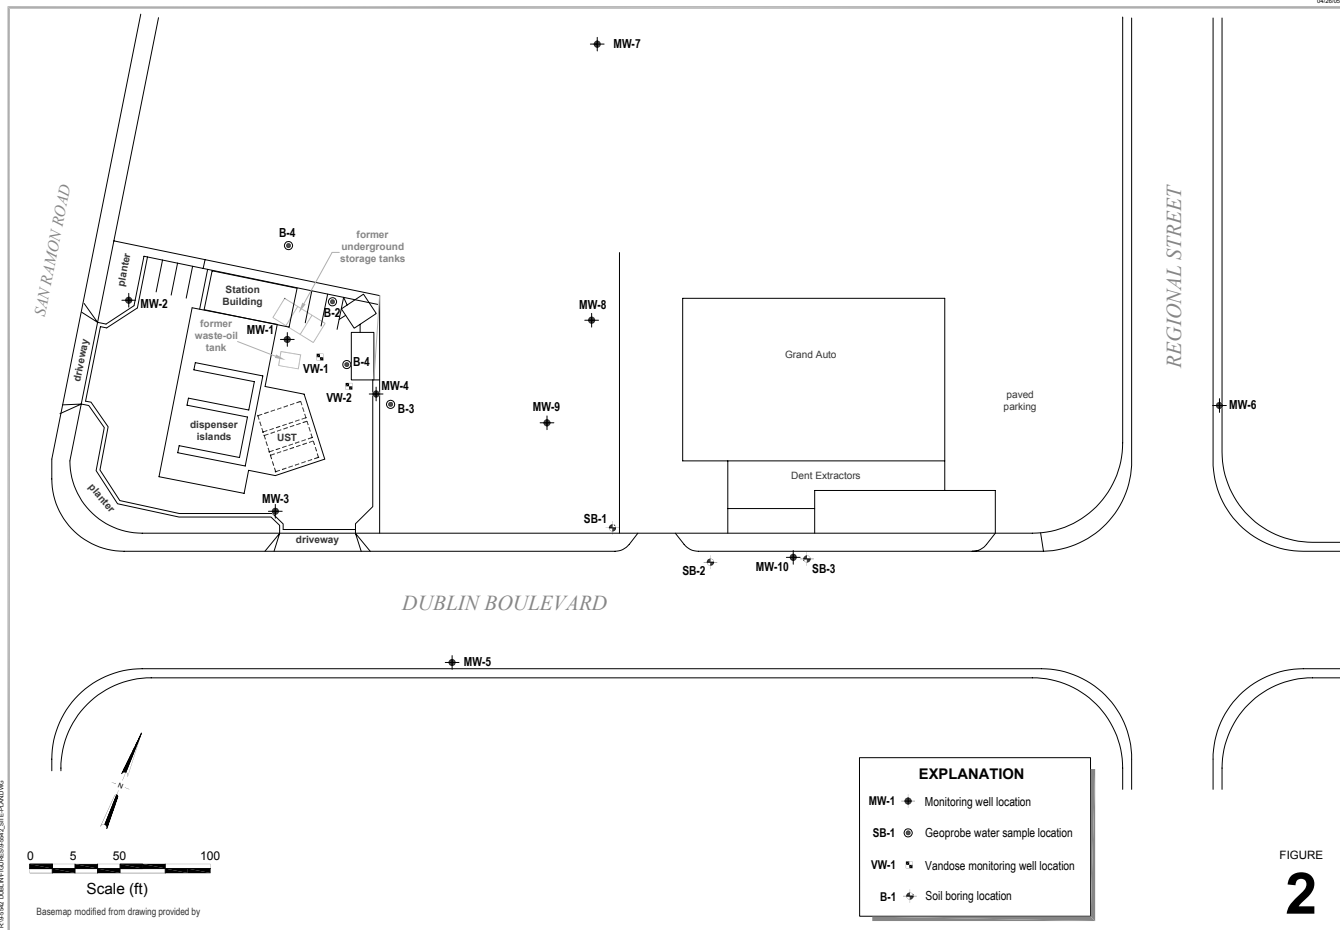 04/26/05
MW-7
SAN RAMON ROAD
REGIONAL STREET
B-4
former
underground
storage tanks
planter
Station
Building
MW-2
B-2
MW-8
former
waste-oil
tank
MW-1
driveway
VW-1
B-4
Grand Auto
VW-2
MW-4
B-3
MW-9
paved
parking
MW-6
dispenser
islands
UST
Dent Extractors
planter
MW-3
SB-1
driveway
SB-2
MW-10
SB-3
DUBLIN BOULEVARD
MW-5
N
EXPLANATION
MW-1 Monitoring well location
SB-1 Geoprobe water sample location
VW-1 Vandose monitoring well location
B-1 Soil boring location
0 5 50 100
Scale (ft)
Basemap modified from drawing provided by
FIGURE
2